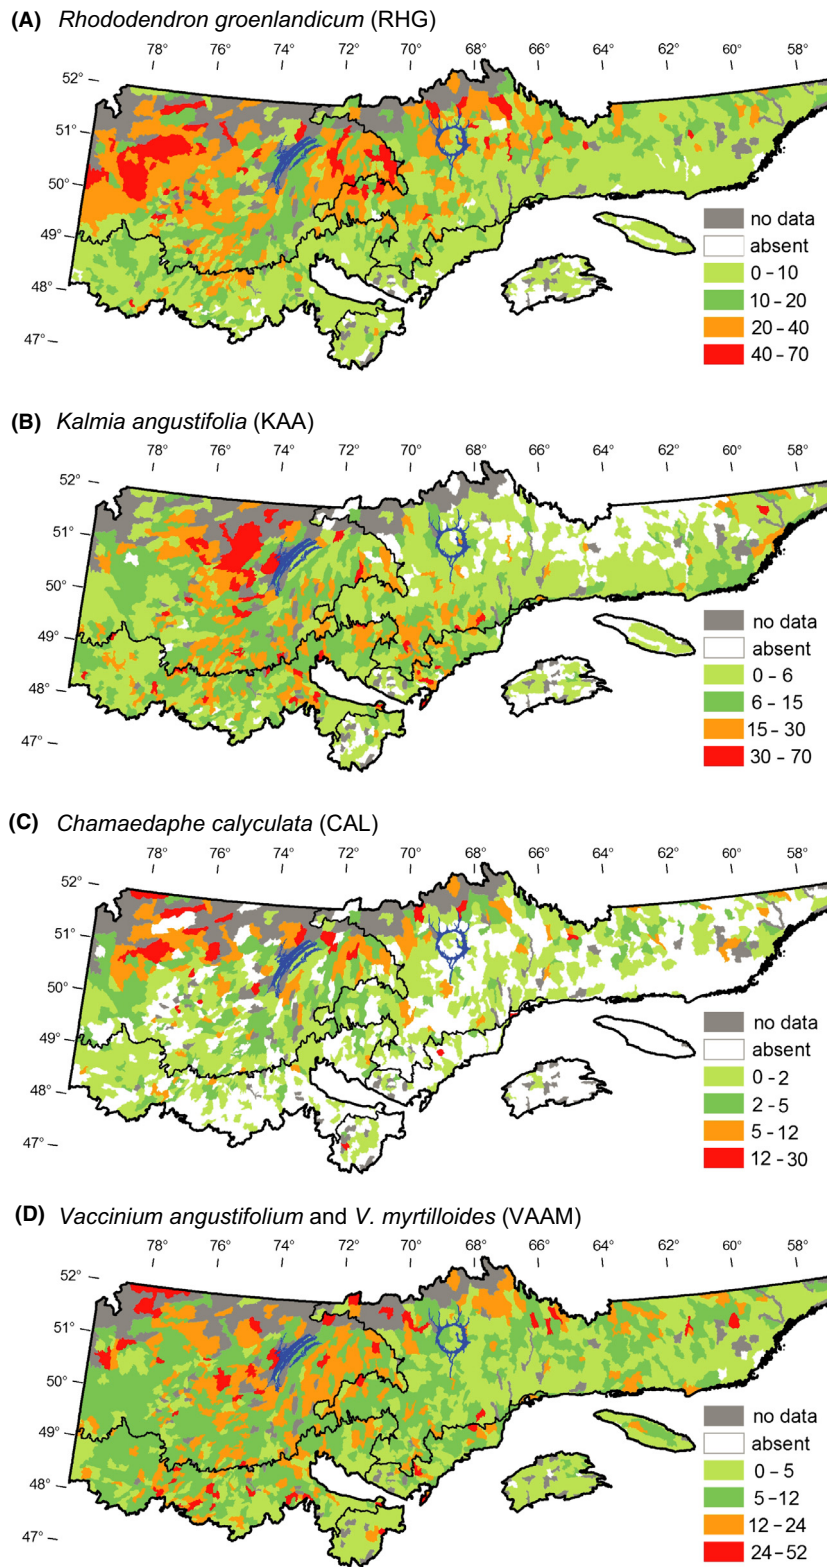 (A) Rhododendron groenlandicum (RHG)
78° 76° 74° 72° 70° 68° 66° 64° 62° 60° 58°
52°
51°
50°
49°
48°
47°
no data
absent
0 – 10
10 – 20
20 – 40
40 – 70
(B) Kalmia angustifolia (KAA)
78° 76° 74° 72° 70° 68° 66° 64° 62° 60° 58°
52°
51°
50°
49°
48°
47°
no data
absent
0 – 6
6 – 15
15 – 30
30 – 70
(C) Chamaedaphe calyculata (CAL)
78° 76° 74° 72° 70° 68° 66° 64° 62° 60° 58°
52°
51°
50°
49°
48°
47°
no data
absent
0 – 2
2 – 5
5 – 12
12 – 30
(D) Vaccinium angustifolium and V. myrtilloides (VAAM)
78° 76° 74° 72° 70° 68° 66° 64° 62° 60° 58°
52°
51°
50°
49°
48°
47°
no data
absent
0 – 5
5 – 12
12 – 24
24 – 52